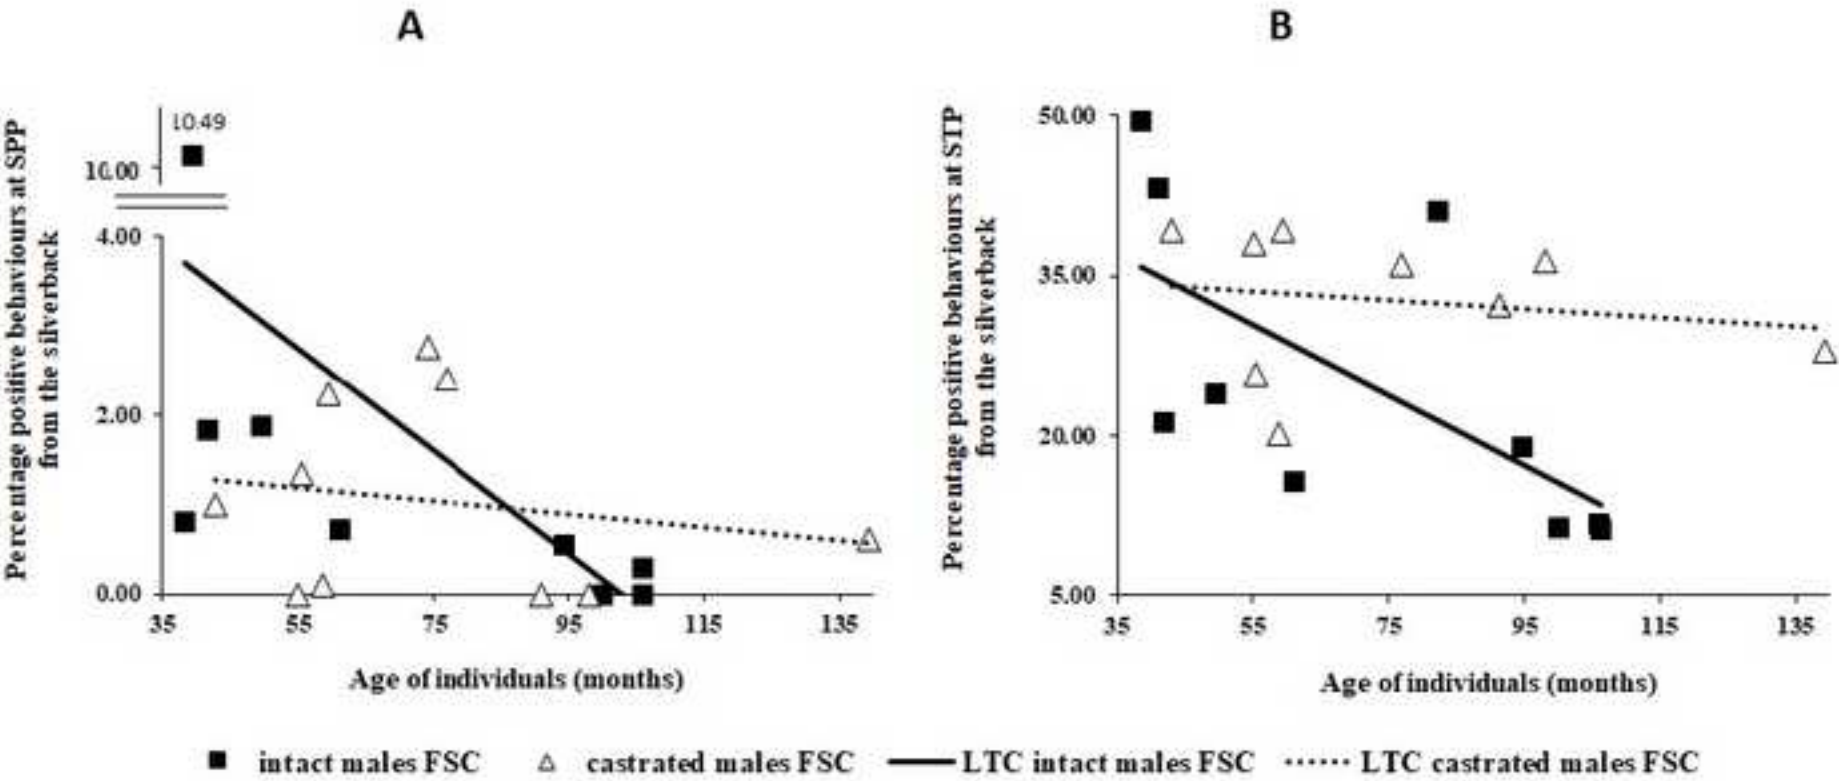 A
B
Percentage positive behaviours at SPP
from the silverback
10.49
10.00
4.00
2.00
0.00
35 55 75 95 115 135
Age of individuals (months)
Percentage positive behaviours at STP
from the silverback
50.00
35.00
20.00
5.00
35 55 75 95 115 135
Age of individuals (months)
intact males FSC castrated males FSC LTC intact males FSC LTC castrated males FSC